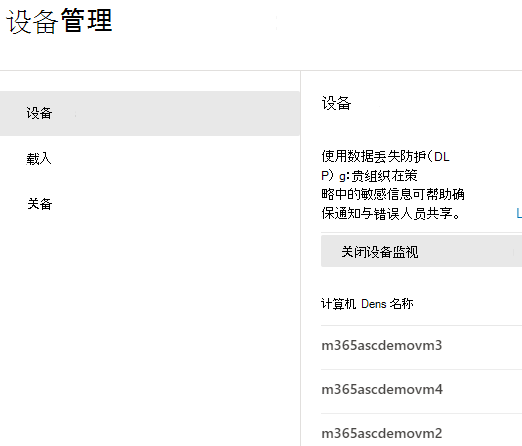 设备管理
设备
载入
关备
设备
使用数据丢失防护(DL
P) g:贵组织在策
略中的敏感信息可帮助确
保通知与错误人员共享。
L
关闭设备监视
计算机 Dens 名称
m365ascdemovm3
m365ascdemovm4
m365ascdemovm2